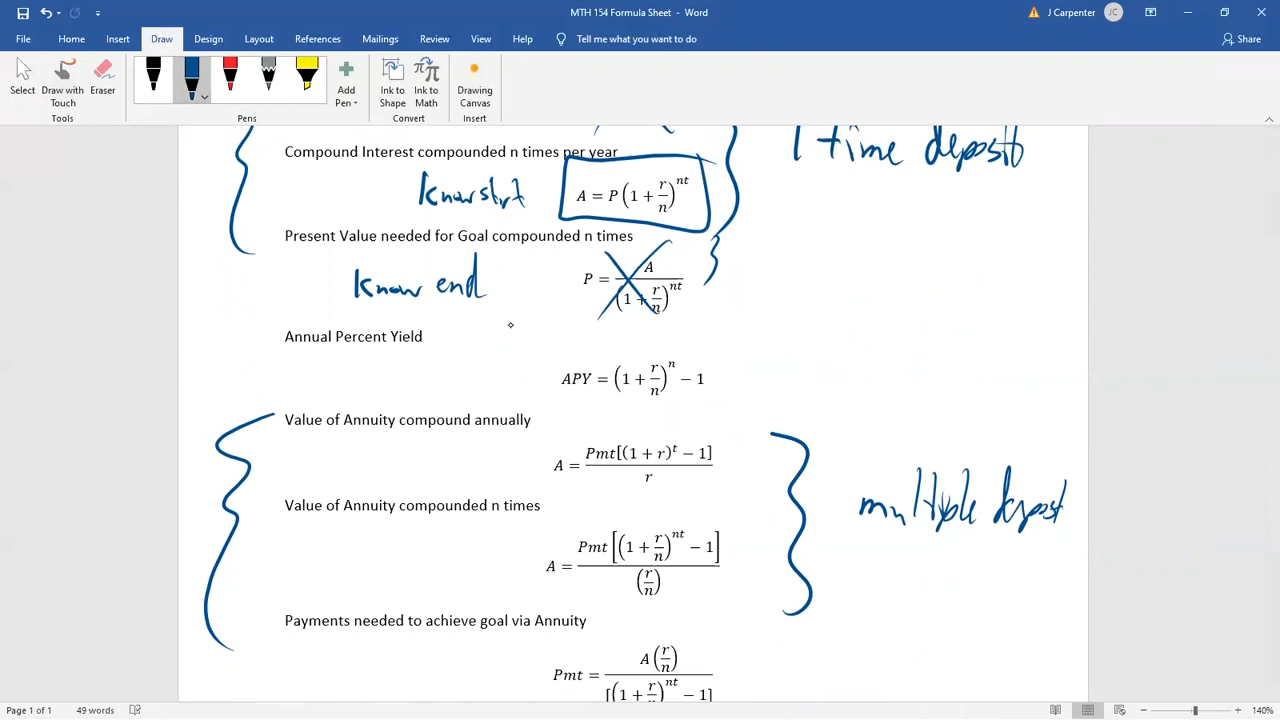 MTH 154 Formula Sheet - Word
J Carpenter JC
File Home Insert Draw Design Layout References Mailings Review View Help Tell me what you want to do Share
Select Draw with Touch Eraser Add Pen Ink to Shape Ink to Math Drawing Canvas
Tools Pens Convert Insert
1 time deposit
Compound Interest compounded n times per year
know start A = P(1 + r/n)^nt
Present Value needed for Goal compounded n times
know end P = A/(1 + r/n)^nt
Annual Percent Yield
APY = (1 + r/n)^n − 1
Value of Annuity compound annually
A = Pmt[(1 + r)^t − 1]/r
multiple deposit
Value of Annuity compounded n times
A = Pmt[(1 + r/n)^nt − 1]/(r/n)
Payments needed to achieve goal via Annuity
Pmt = A(r/n)/[(1 + r/n)^nt − 1]
Page 1 of 1 49 words 140%